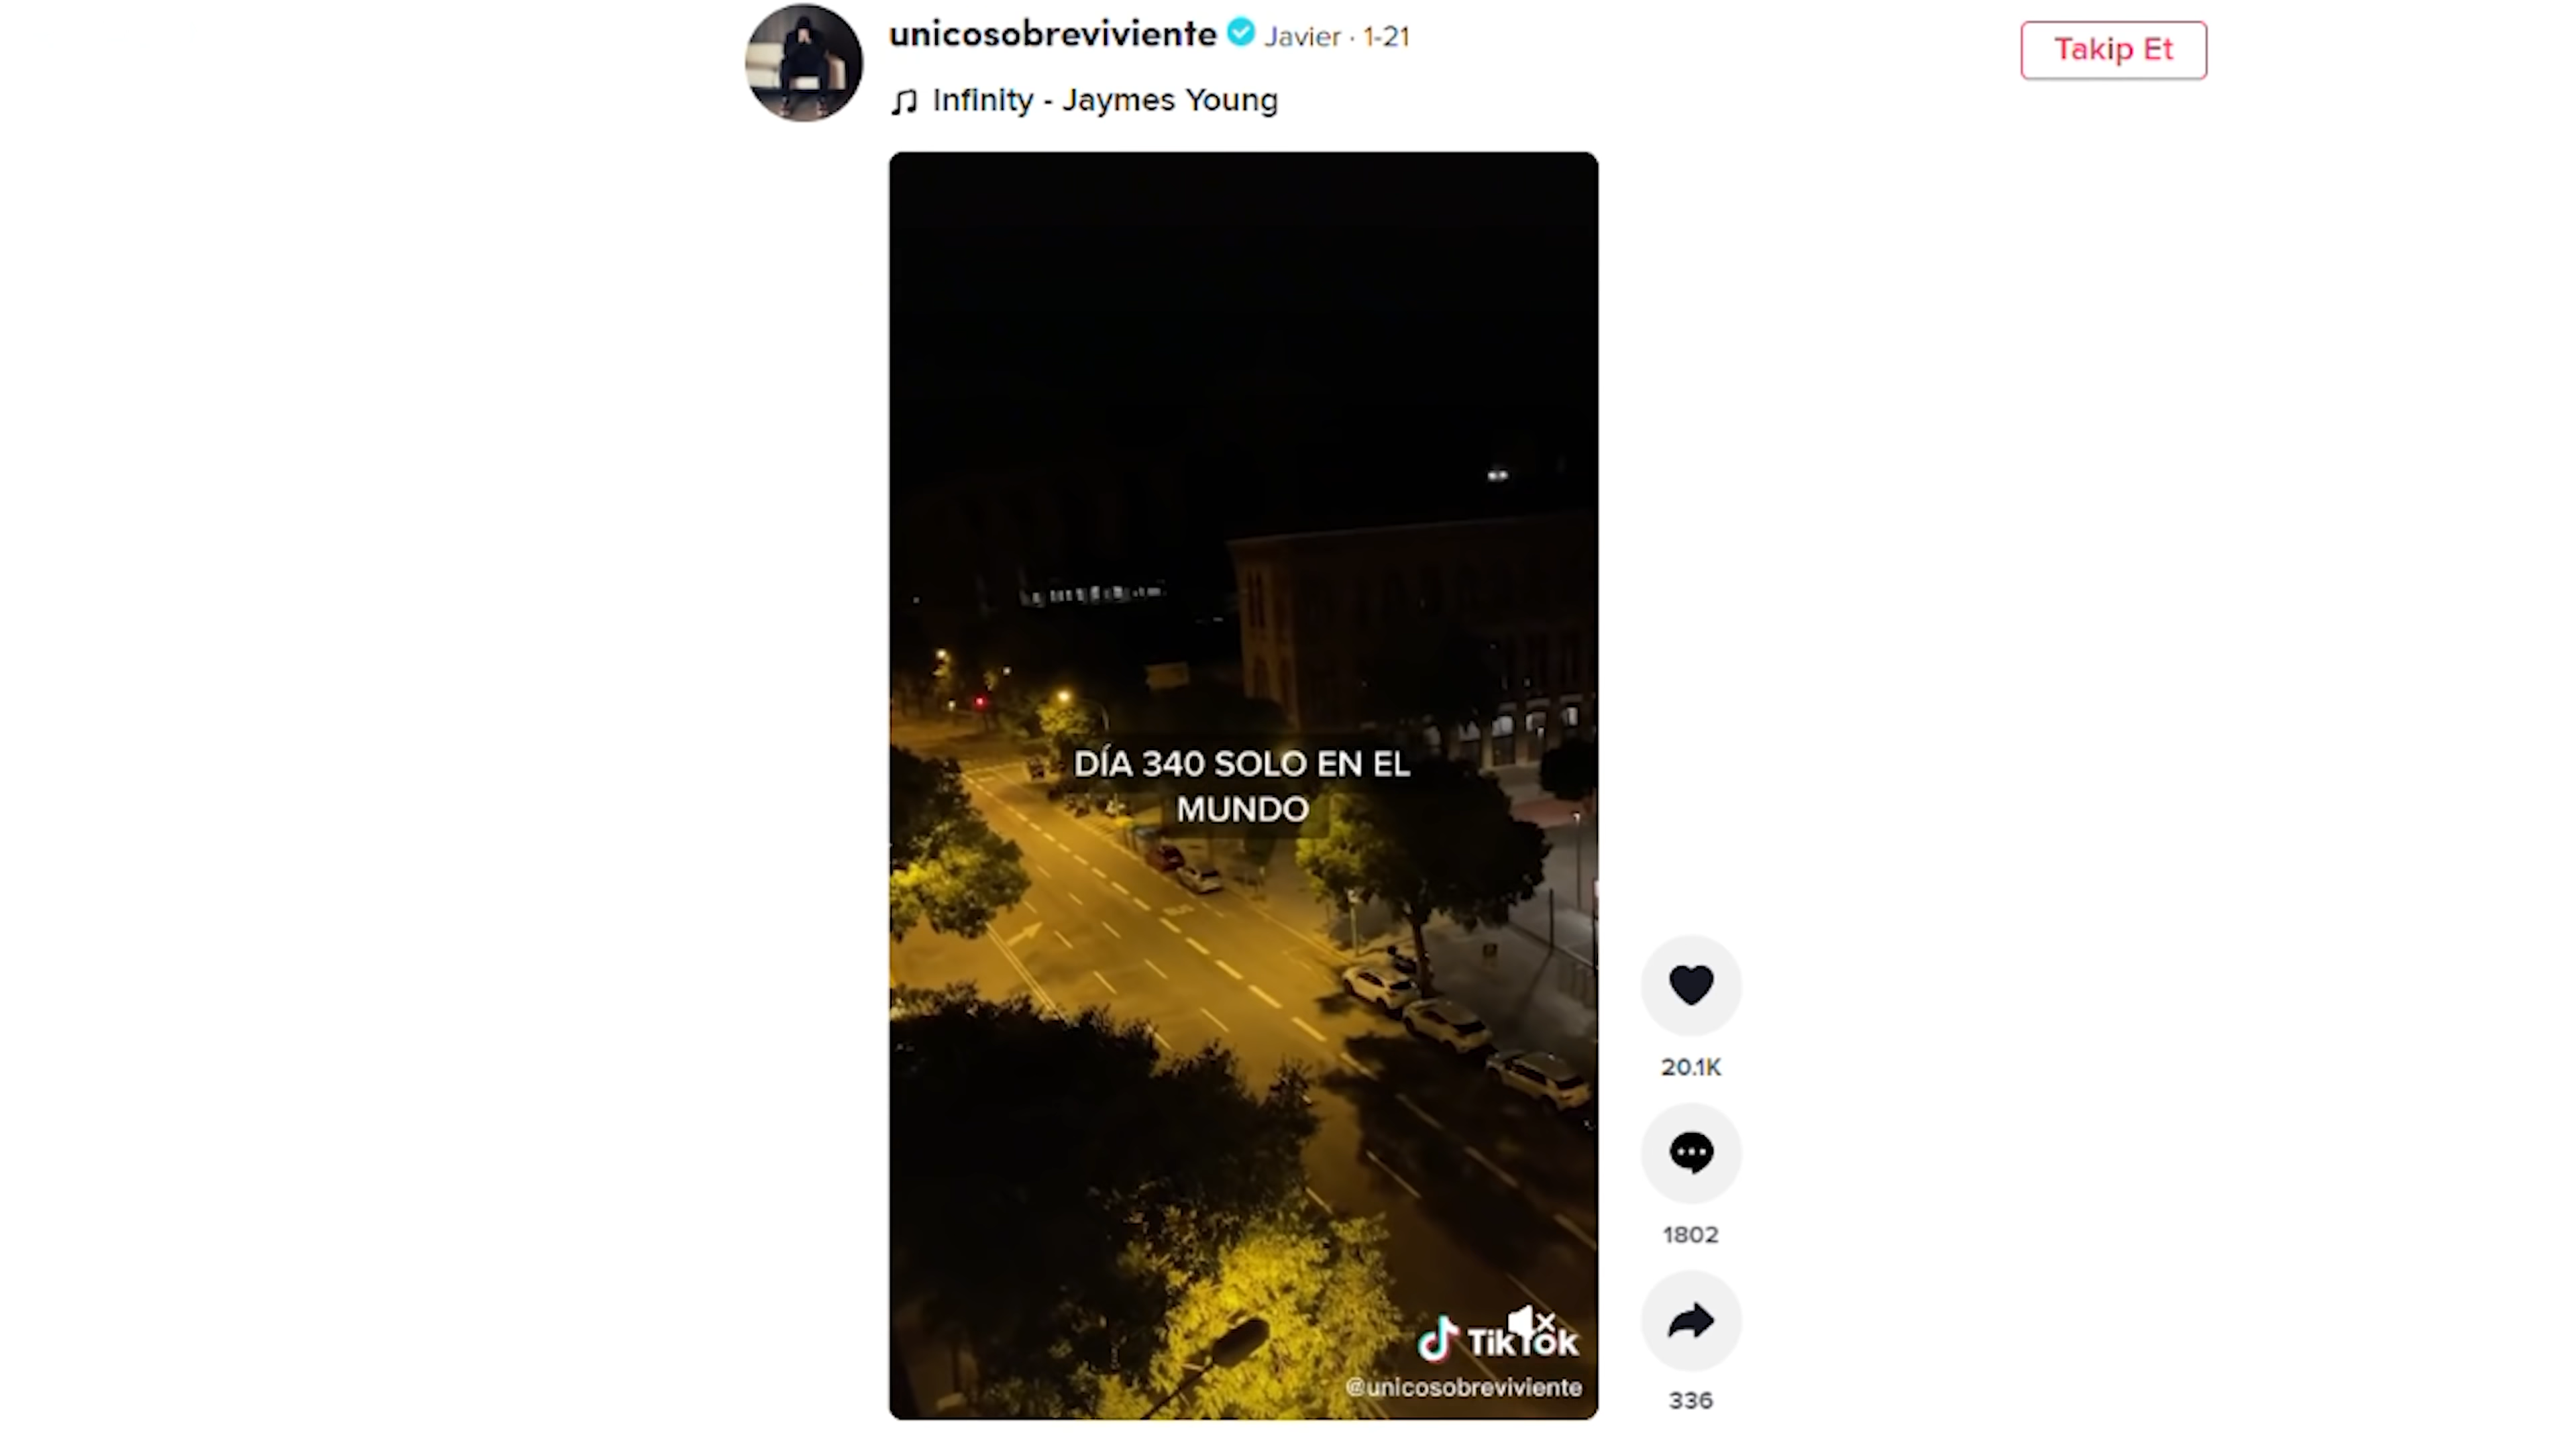 unicosobreviviente Javier · 1-21
Takip Et
Infinity - Jaymes Young
DÍA 340 SOLO EN EL
MUNDO
20.1K
1802
336
TikTok
@unicosobreviviente